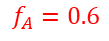 f_A = 0.6